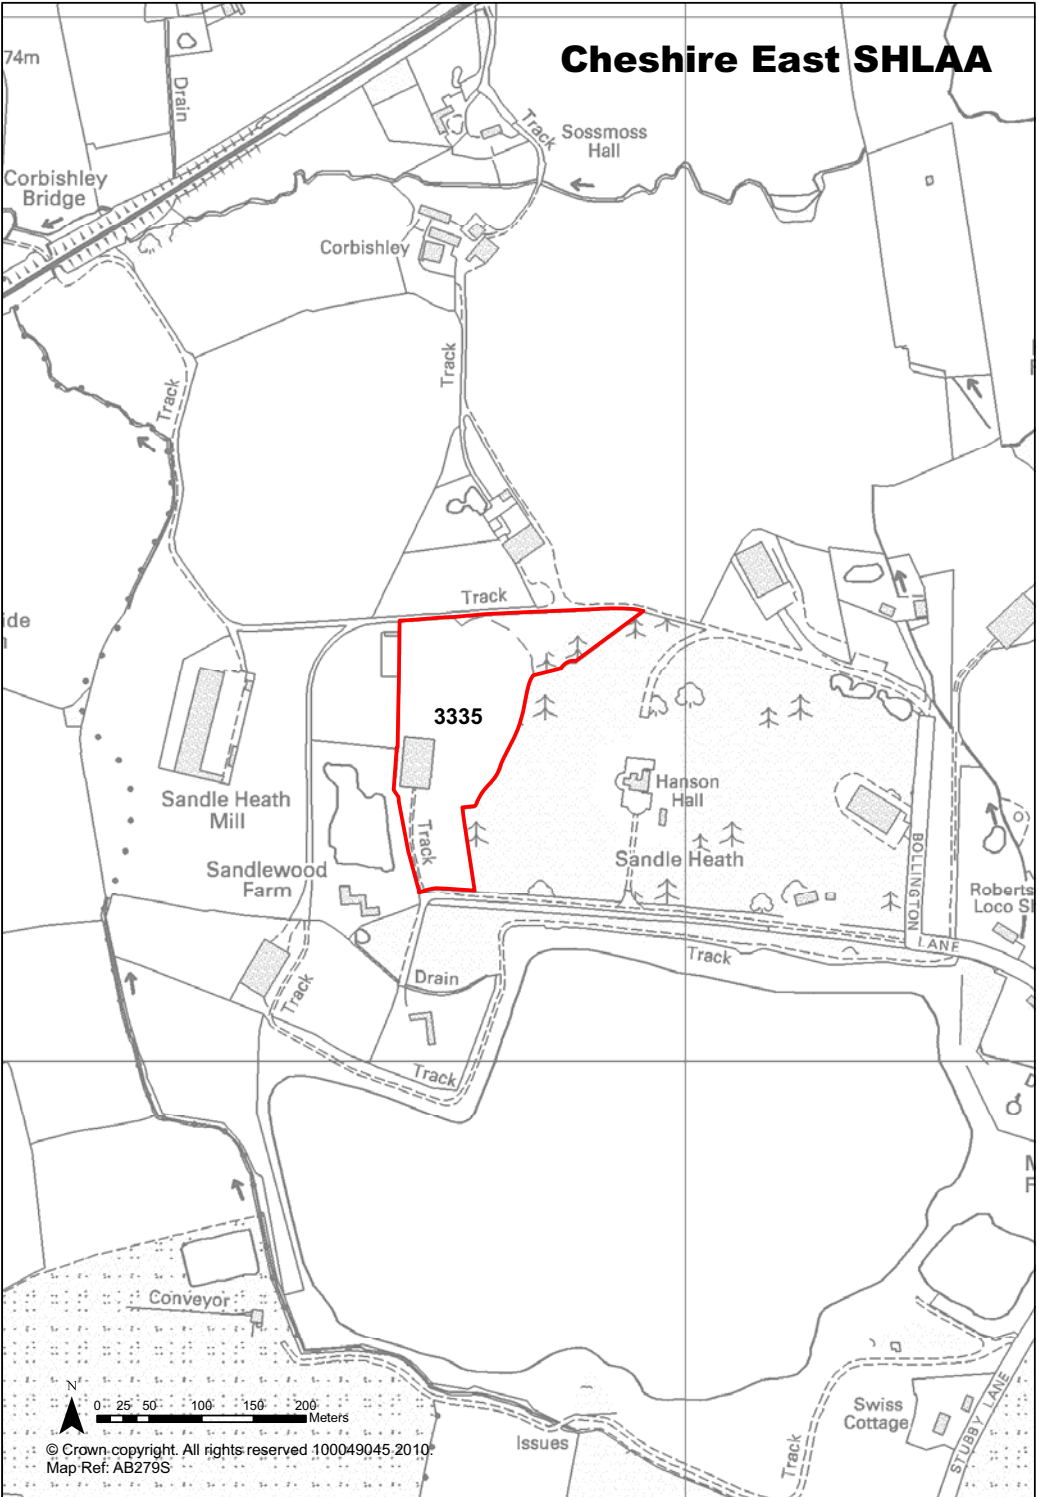 Cheshire East SHLAA
74m
Drain
Track
Sossmoss
Hall
Corbishley
Bridge
Corbishley
Track
Track
Track
ide
3335
Sandle Heath
Mill
Hanson
Hall
Track
Sandle Heath
Sandlewood
Farm
BOLLINGTON
LANE
Roberts
Loco
Track
Drain
Track
Track
Conveyor
N
0 25 50 100 150 200
Meters
Swiss
Cottage
STUBBY LANE
Track
Issues
© Crown copyright. All rights reserved 100049045 2010.
Map Ref: AB279S